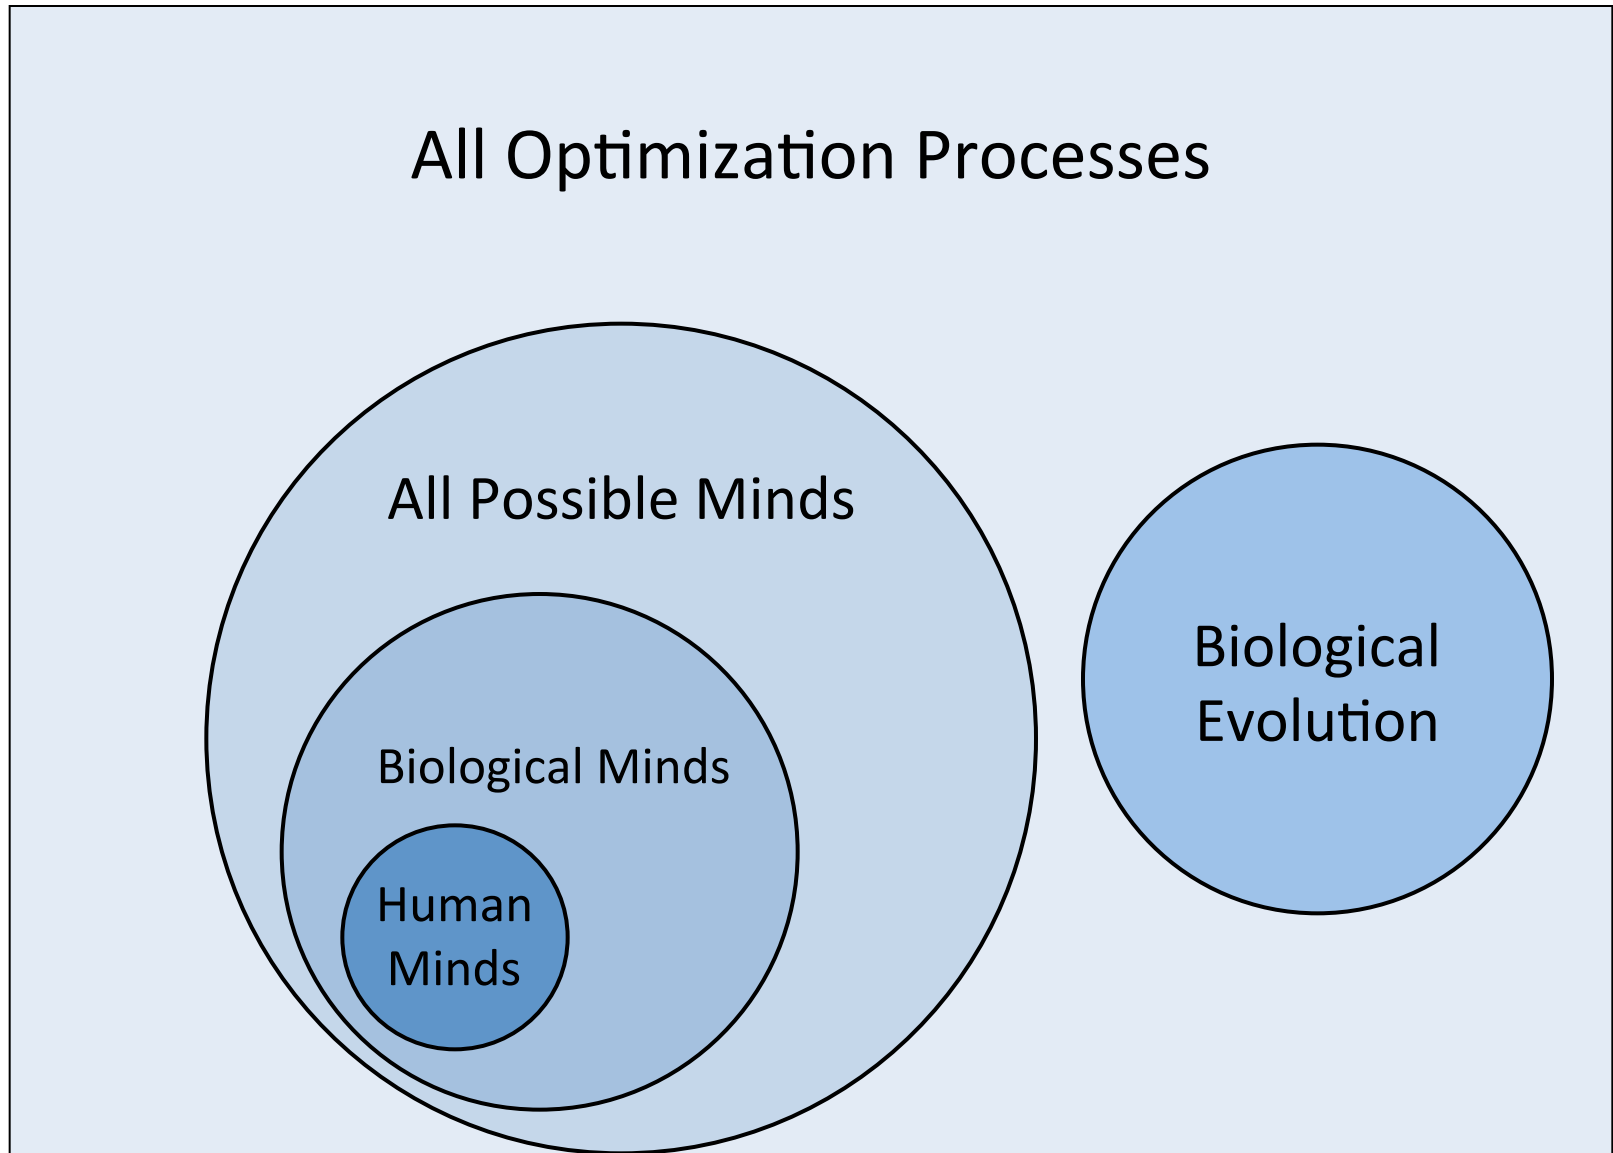 All Optimization Processes
All Possible Minds
Biological
Evolution
Biological Minds
Human
Minds